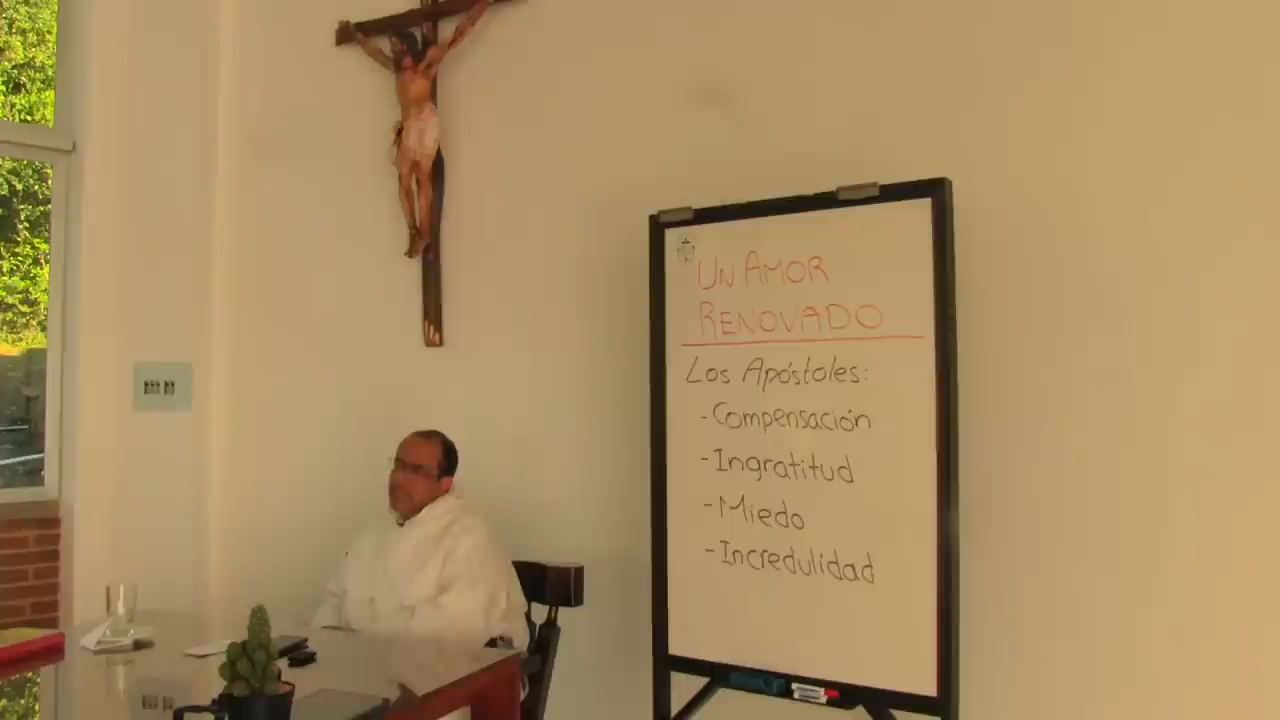 UN AMOR
RENOVADO
Los Apóstoles:
-Compensación
-Ingratitud
-Miedo
-Incredulidad